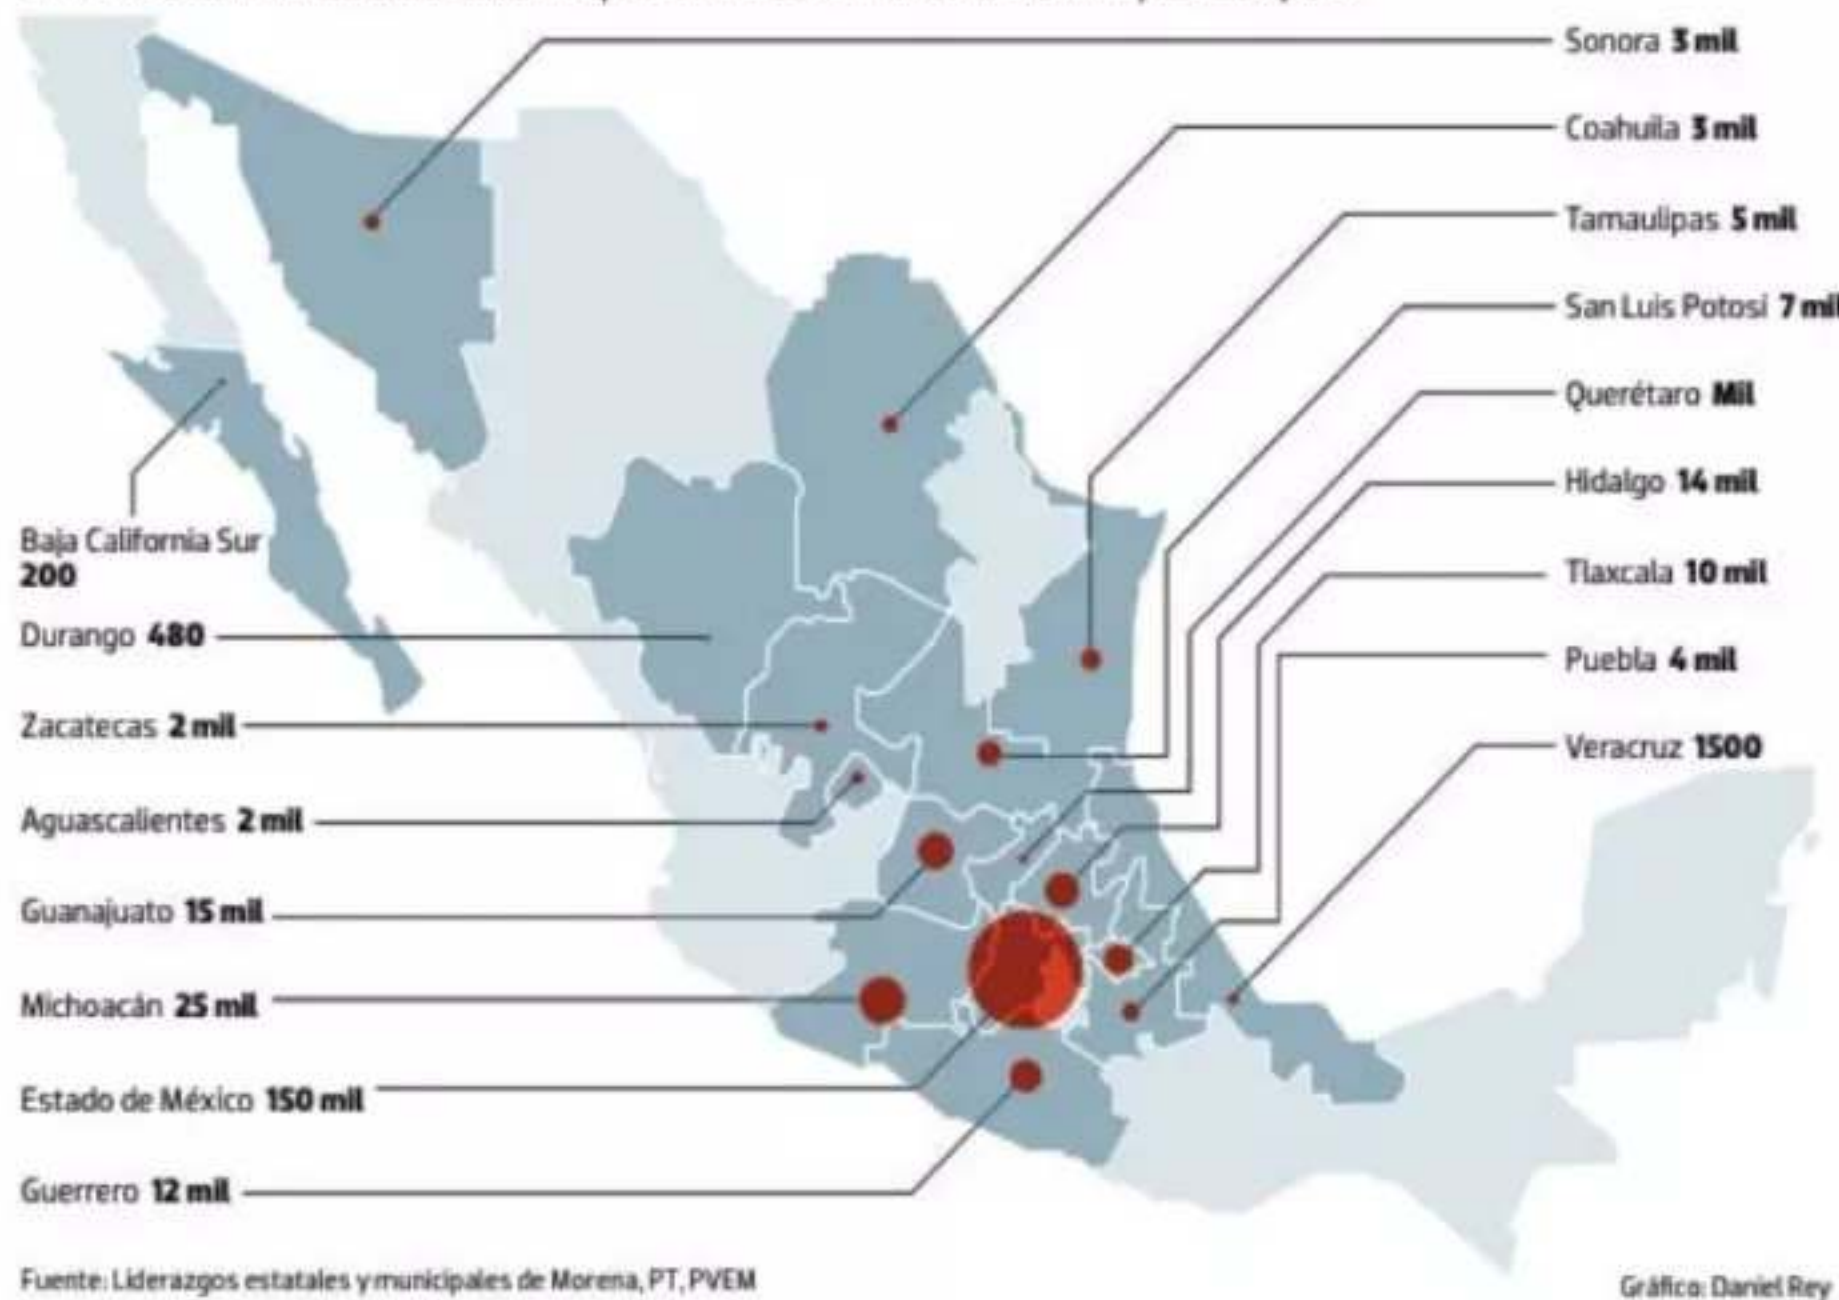 Sonora 3 mil
Coahuila 3 mil
Tamaulipas 5 mil
San Luis Potosí 7 mil
Querétaro Mil
Hidalgo 14 mil
Tlaxcala 10 mil
Puebla 4 mil
Veracruz 1500
Baja California Sur
200
Durango 480
Zacatecas 2 mil
Aguascalientes 2 mil
Guanajuato 15 mil
Michoacán 25 mil
Estado de México 150 mil
Guerrero 12 mil
Fuente: Liderazgos estatales y municipales de Morena, PT, PVEM
Gráfico: Daniel Rey